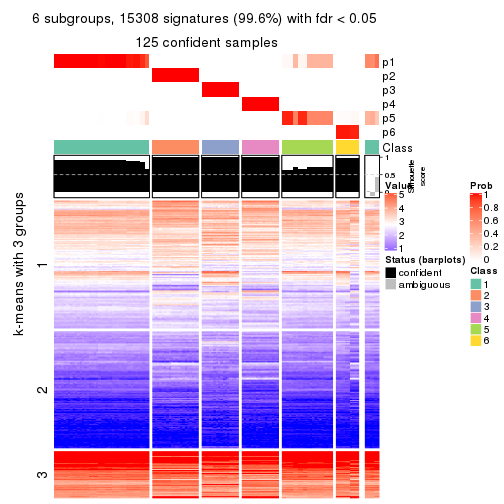 6 subgroups, 15308 signatures (99.6%) with fdr < 0.05
125 confident samples
p1
p2
p3
p4
p5
p6
Class
1
0.5
0
Silhouette
score
k-means with 3 groups
1
2
3
Value
5
4
3
2
1
Status (barplots)
confident
ambiguous
Prob
1
0.8
0.6
0.4
0.2
0
Class
1
2
3
4
5
6